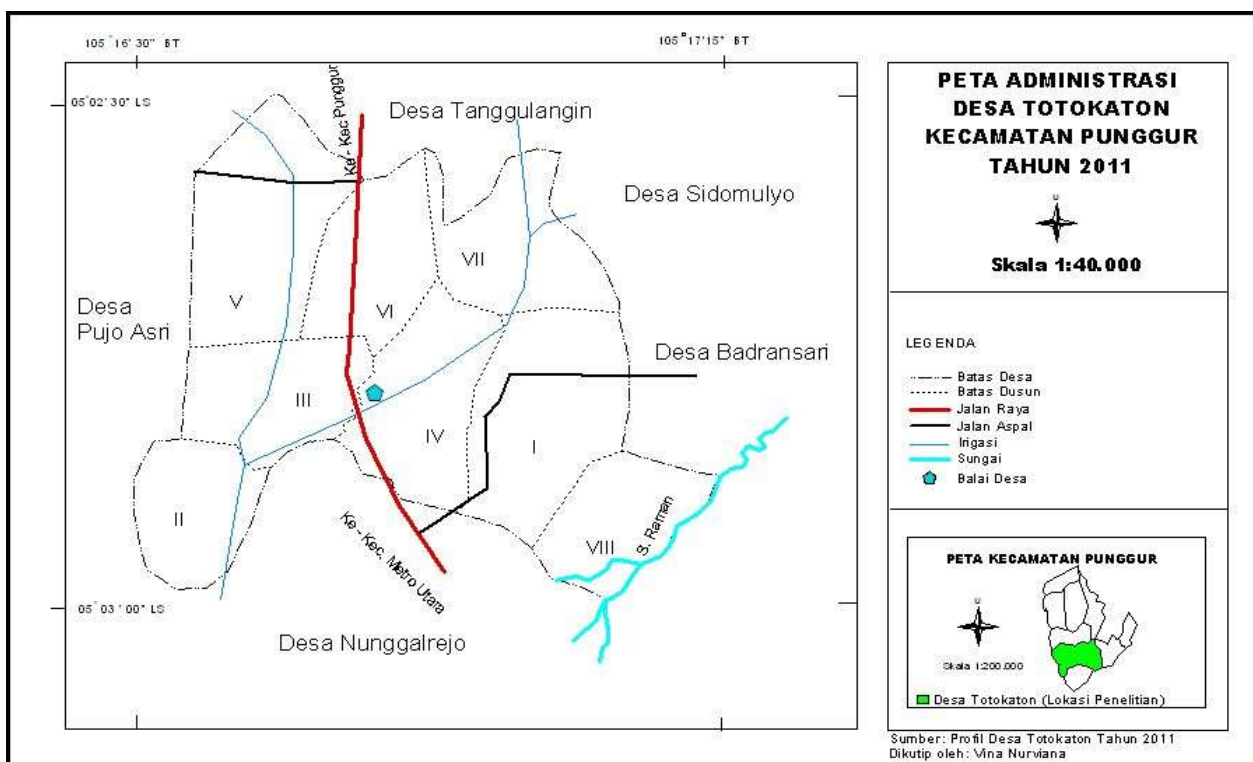 105°16'30" BT
105°17'15" BT
05°02'30" LS
Ke - Kec Punggur
Desa Tanggulangin
Desa Sidomulyo
VII
V
VI
Desa
Pujo Asri
Desa Badransari
III
IV
I
II
VIII
S. Raman
Ke - Kec. Metro Utara
05°03'1 00" LS
Desa Nunggalrejo
PETA ADMINISTRASI
DESA TOTOKATON
KECAMATAN PUNGGUR
TAHUN 2011
U
Skala 1:40.000
LEGENDA
Batas Desa
Batas Dusun
Jalan Raya
Jalan Aspal
Irigasi
Sungai
Balai Desa
PETA KECAMATAN PUNGGUR
U
Skala 1:200.000
Desa Totokaton (Lokasi Penelitian)
Sumber: Profil Desa Totokaton Tahun 2011
Dikutip oleh: Vina Nurviana